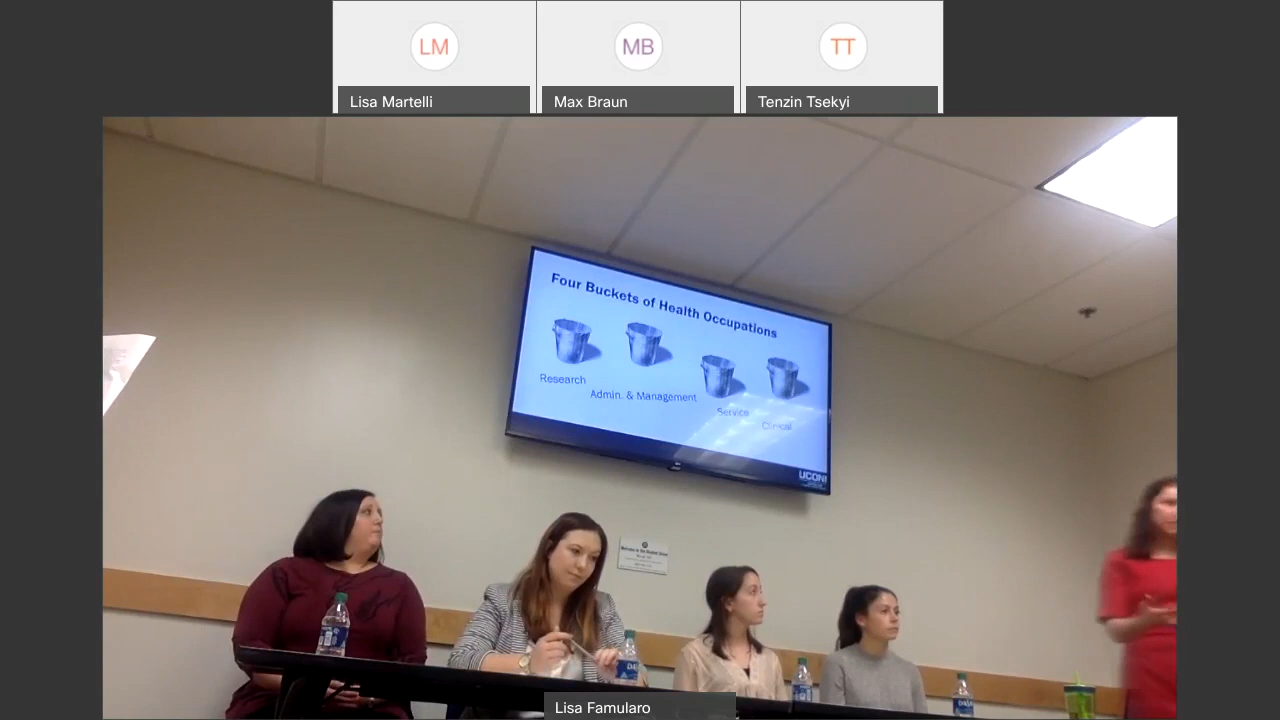 LM
MB
TT
Lisa Martelli
Max Braun
Tenzin Tsekyi
Four Buckets of Health Occupations
Research
Admin. & Management
Service
Clinical
UCONN
Lisa Famularo